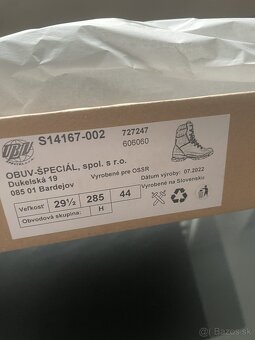 UBU
S14167-002
727247
606060
OBUV-ŠPECIÁL, spol. s r.o.
Dukelská 19
085 01 Bardejov
Vyrobené pre OSSR
Dátum výroby: 07.2022
Vyrobené na Slovensku
Veľkosť 29½ 285 44
Obvodová skupina: H
Bazos.sk